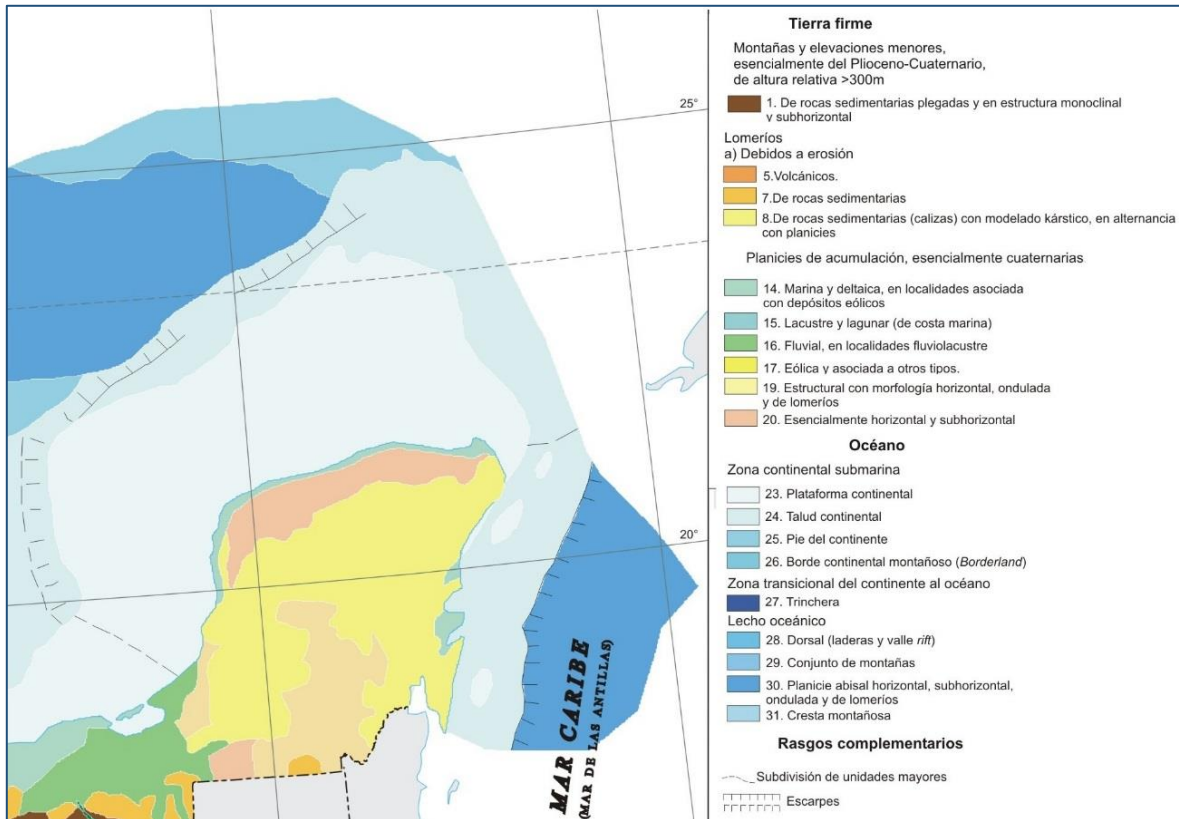 Tierra firme
Montañas y elevaciones menores,
esencialmente del Plioceno-Cuaternario,
de altura relativa >300m
1. De rocas sedimentarias plegadas y en estructura monoclinal
y subhorizontal
Lomeríos
a) Debidos a erosión
5.Volcánicos.
7.De rocas sedimentarias
8.De rocas sedimentarias (calizas) con modelado kárstico, en alternancia
con planicies
Planicies de acumulación, esencialmente cuaternarias
14. Marina y deltaica, en localidades asociada
con depósitos eólicos
15. Lacustre y lagunar (de costa marina)
16. Fluvial, en localidades fluviolacustre
17. Eólica y asociada a otros tipos.
19. Estructural con morfología horizontal, ondulada
y de lomeríos
20. Esencialmente horizontal y subhorizontal
Océano
Zona continental submarina
23. Plataforma continental
24. Talud continental
25. Pie del continente
26. Borde continental montañoso (Borderland)
Zona transicional del continente al océano
27. Trinchera
Lecho oceánico
28. Dorsal (laderas y valle rift)
29. Conjunto de montañas
30. Planicie abisal horizontal, subhorizontal,
ondulada y de lomeríos
31. Cresta montañosa
Rasgos complementarios
Subdivisión de unidades mayores
Escarpes
25°
20°
MAR CARIBE
(MAR DE LAS ANTILLAS)